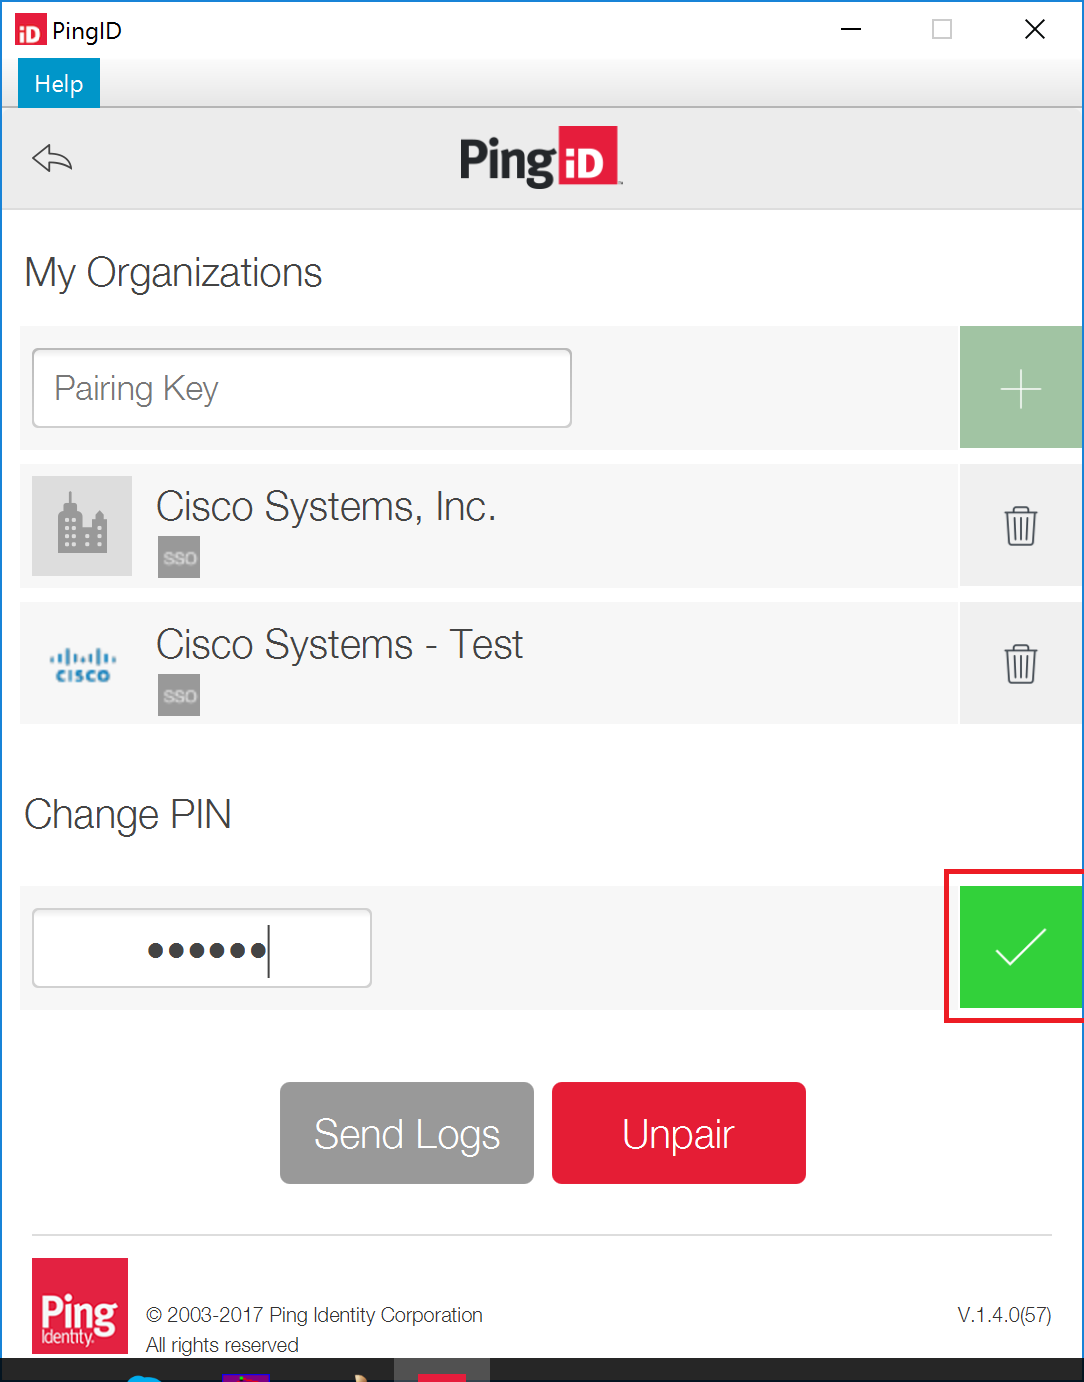 iD PingID
Help
Ping iD
My Organizations
Pairing Key
Cisco Systems, Inc.
SSO
CISCO
Cisco Systems - Test
SSO
Change PIN
••••••
Send Logs
Unpair
Ping
Identity.
© 2003-2017 Ping Identity Corporation
V.1.4.0(57)
All rights reserved